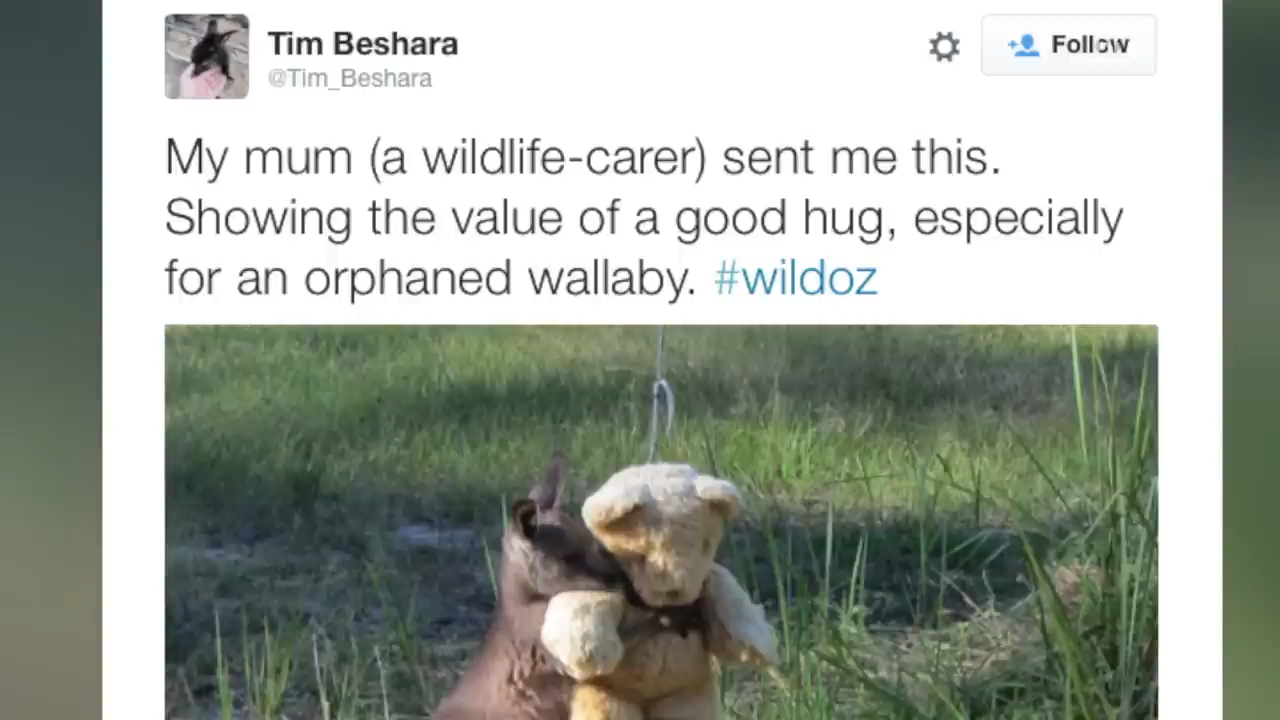 Tim Beshara
@Tim_Beshara
Follow
My mum (a wildlife-carer) sent me this.
Showing the value of a good hug, especially
for an orphaned wallaby. #wildoz